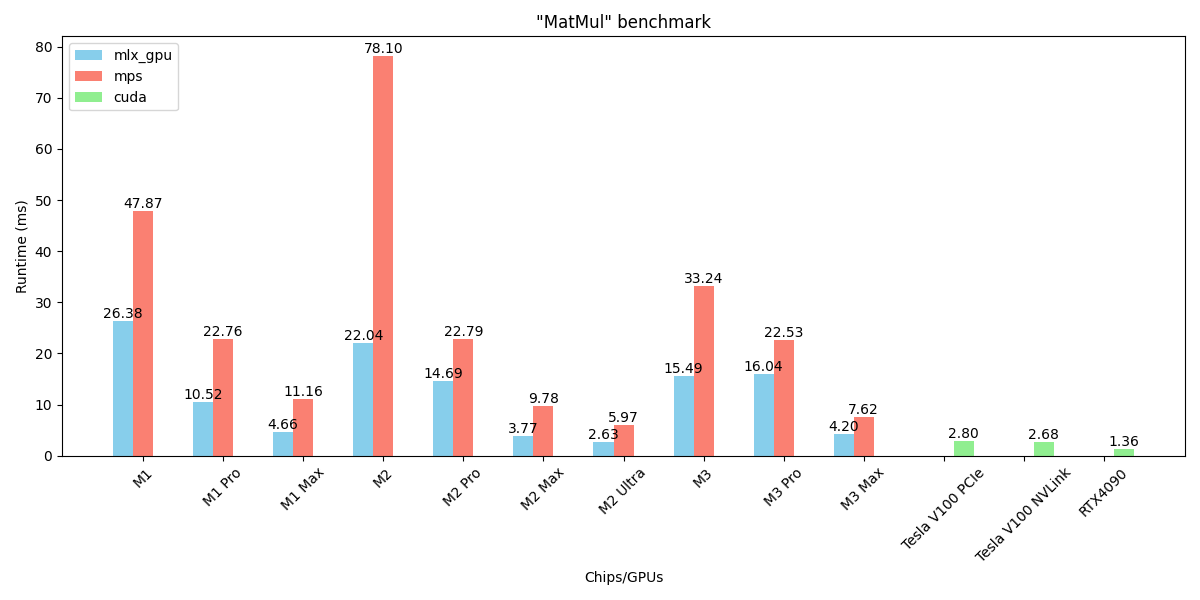 "MatMul" benchmark
mlx_gpu
mps
cuda
Runtime (ms)
80
70
60
50
40
30
20
10
0
26.38
47.87
10.52
22.76
4.66
11.16
22.04
78.10
14.69
22.79
3.77
9.78
2.63
5.97
15.49
33.24
16.04
22.53
4.20
7.62
2.80
2.68
1.36
M1
M1 Pro
M1 Max
M2
M2 Pro
M2 Max
M2 Ultra
M3
M3 Pro
M3 Max
Tesla V100 PCIe
Tesla V100 NVLink
RTX4090
Chips/GPUs